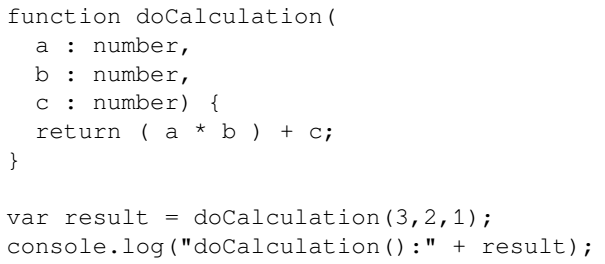 function doCalculation(
  a : number,
  b : number,
  c : number) {
  return ( a * b ) + c;
}

var result = doCalculation(3,2,1);
console.log("doCalculation():" + result);